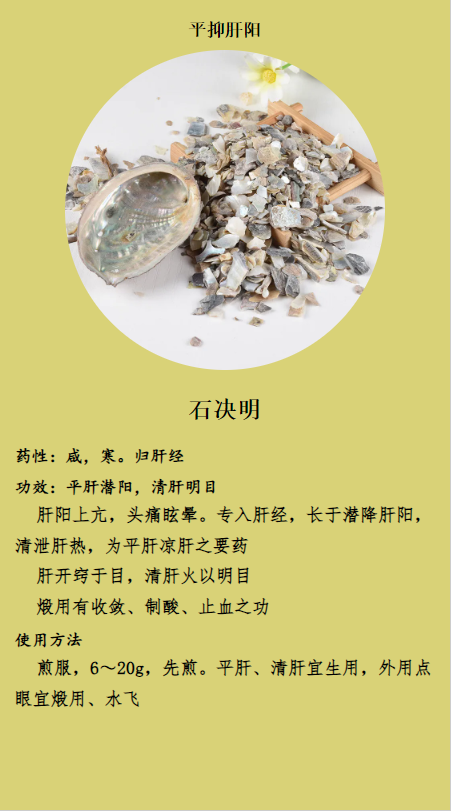 平抑肝阳
石决明
药性：咸，寒。归肝经
功效：平肝潜阳，清肝明目
肝阳上亢，头痛眩晕。专入肝经，长于潜降肝阳，
清泄肝热，为平肝凉肝之要药
肝开窍于目，清肝火以明目
煅用有收敛、制酸、止血之功
使用方法
煎服，6～20g，先煎。平肝、清肝宜生用，外用点
眼宜煅用、水飞